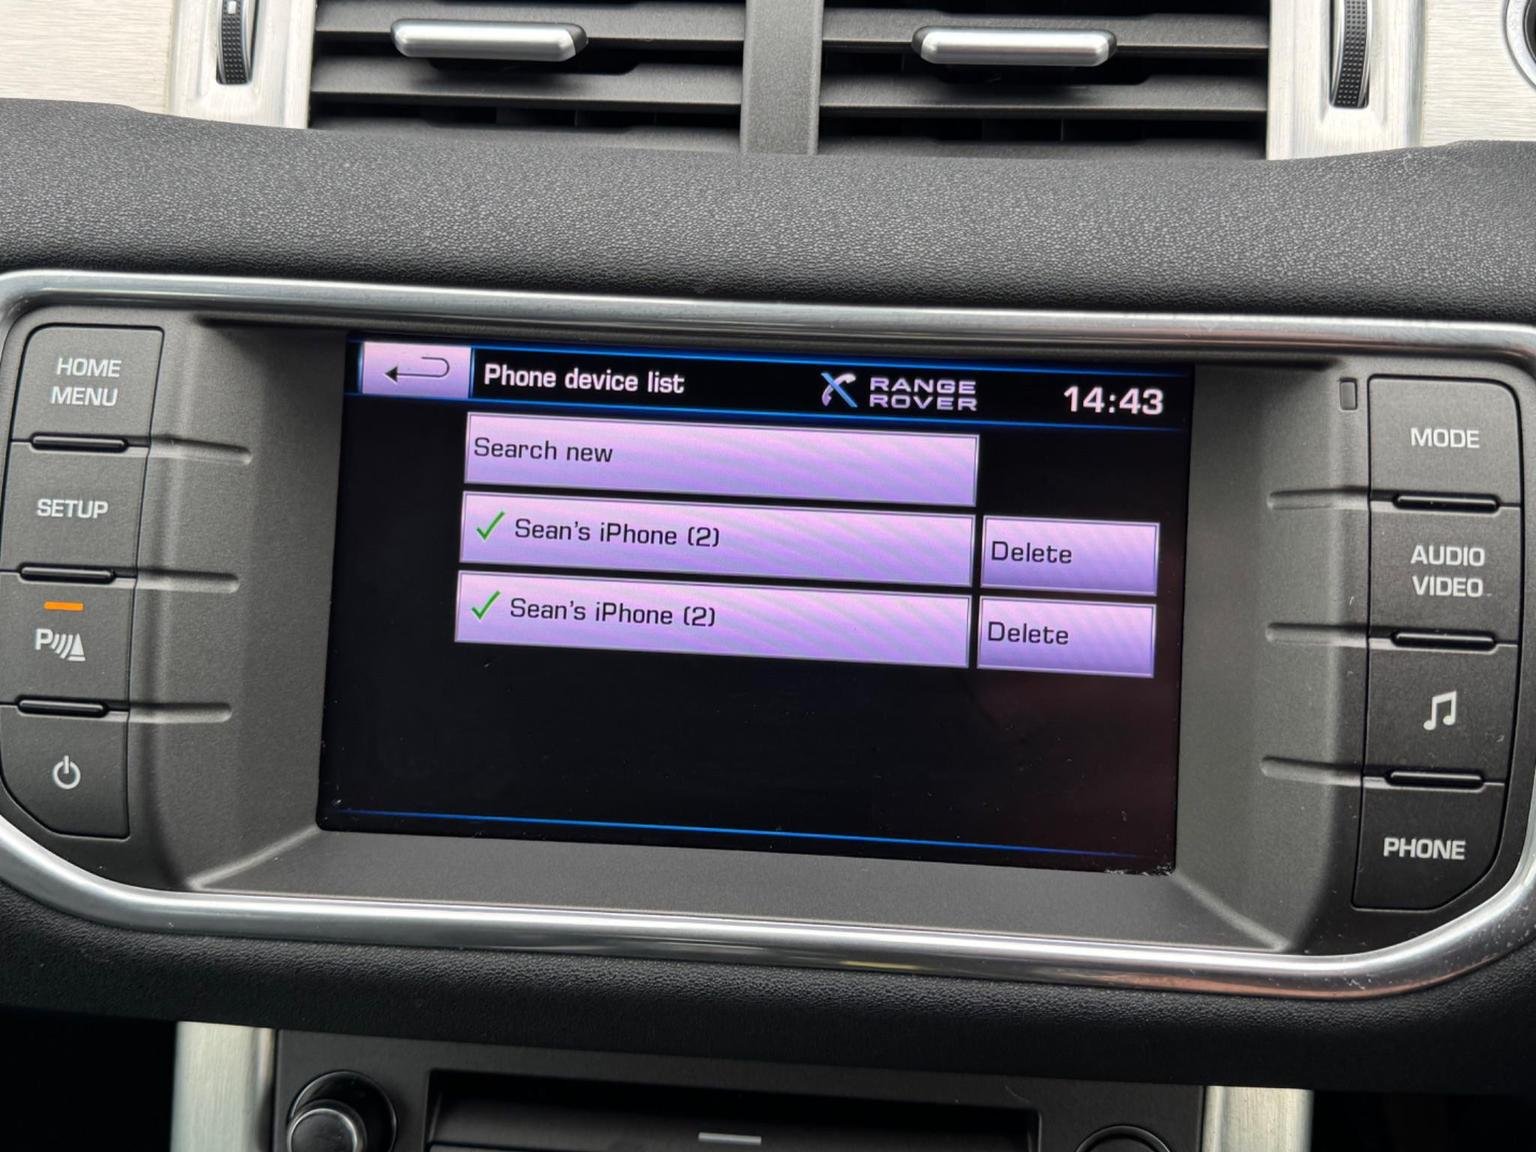 HOME
MENU
SETUP
P
Phone device list
RANGE
ROVER
14:43
Search new
Sean's iPhone (2)
Delete
Sean's iPhone (2)
Delete
MODE
AUDIO
VIDEO
PHONE